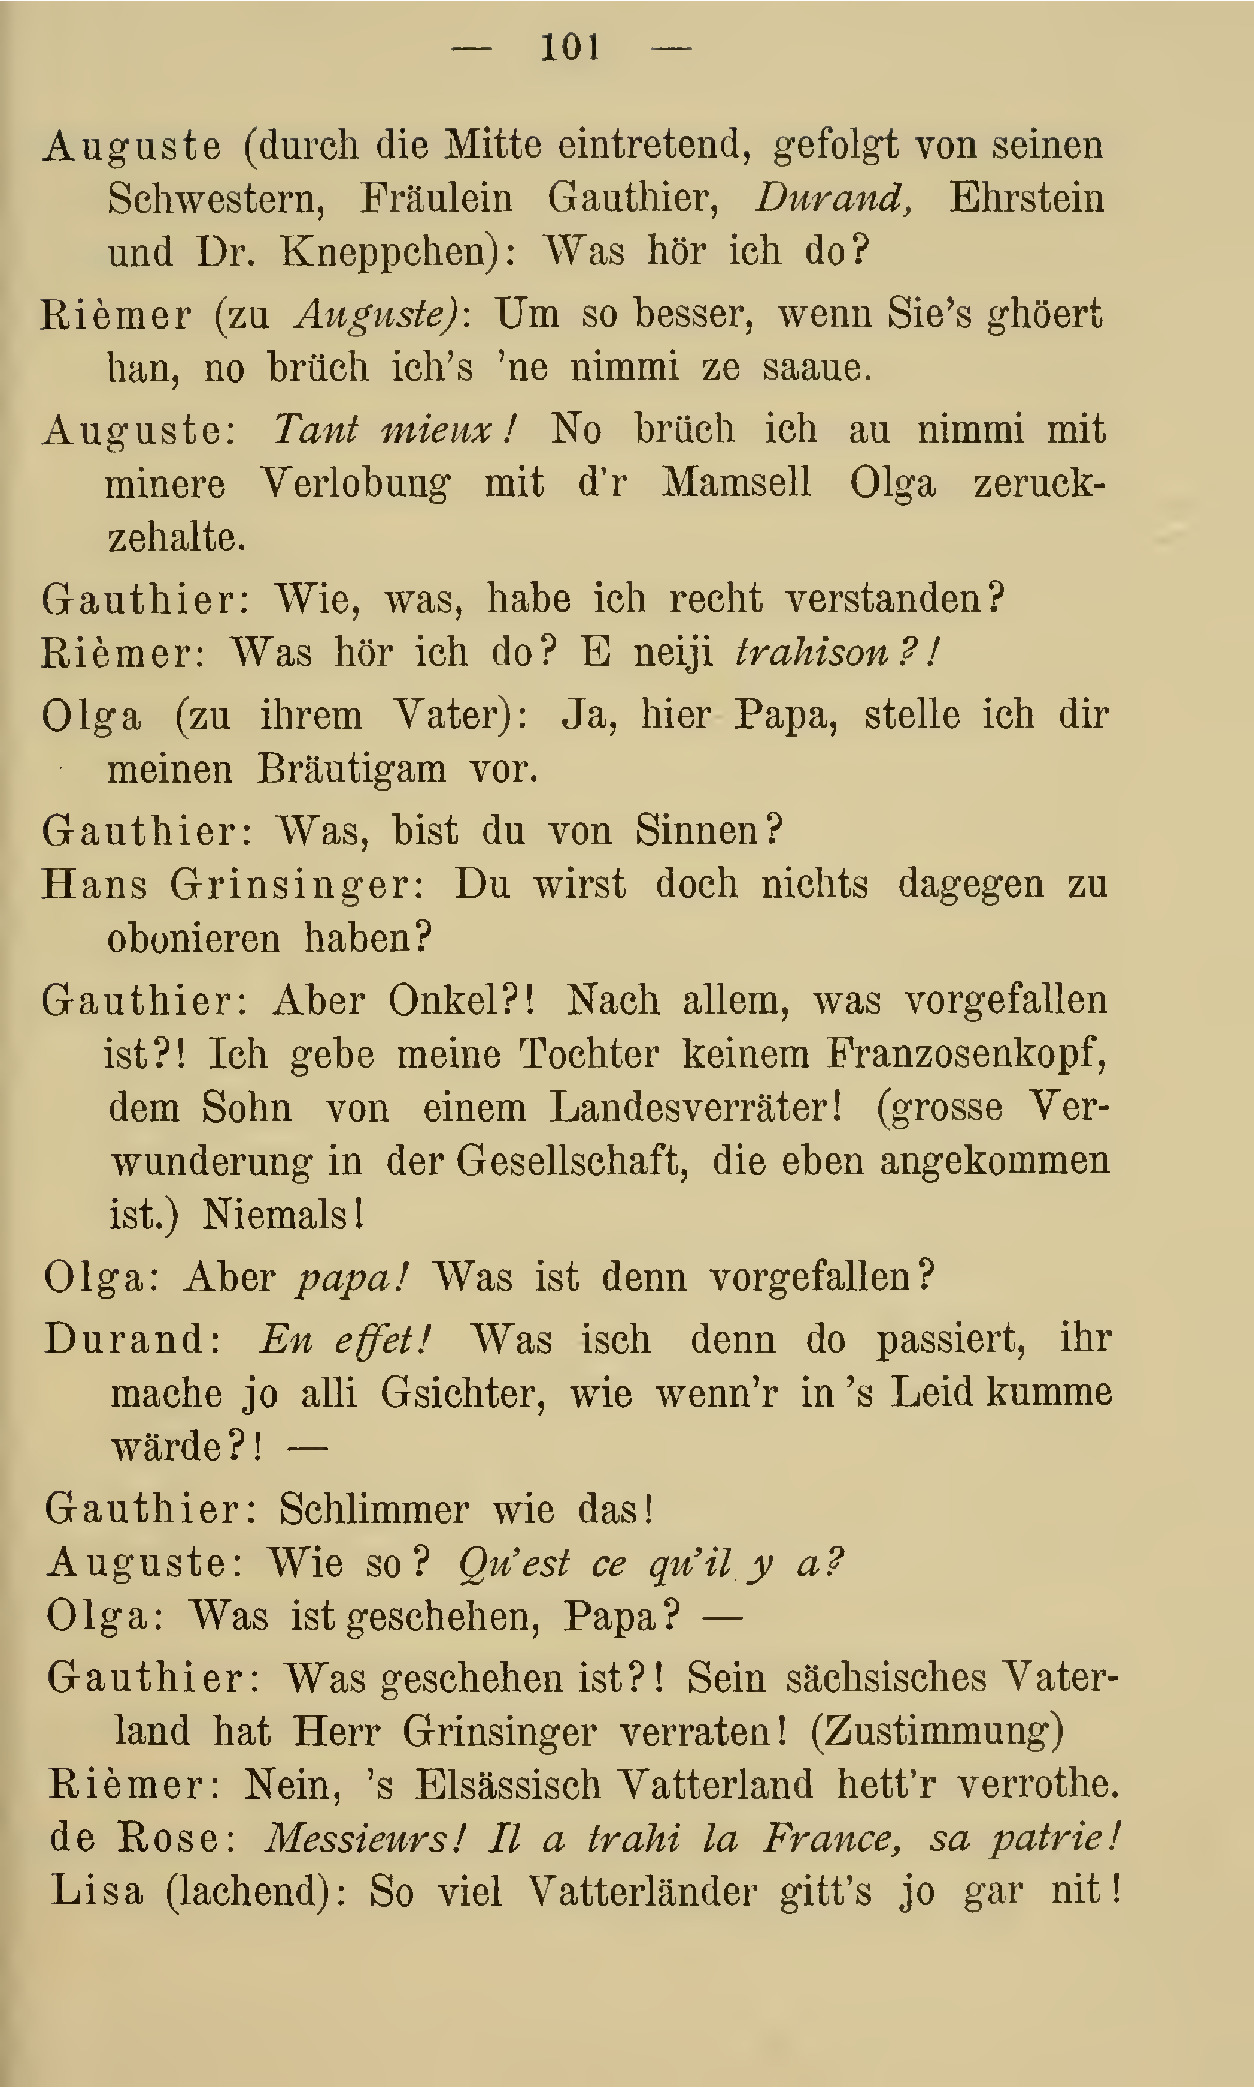 — 101 —
Auguste (durch die Mitte eintretend, gefolgt von seinen
Schwestern, Fräulein Gauthier, Durand, Ehrstein
und Dr. Kneppchen): Was hör ich do?
Rièmer (zu Auguste): Um so besser, wenn Sie's ghöert
han, no brüch ich's 'ne nimmi ze saaue.
Auguste: Tant mieux! No brüch ich au nimmi mit
minere Verlobung mit d'r Mamsell Olga zeruck-
zehalte.
Gauthier: Wie, was, habe ich recht verstanden?
Rièmer: Was hör ich do? E neiji trahison?!
Olga (zu ihrem Vater): Ja, hier Papa, stelle ich dir
meinen Bräutigam vor.
Gauthier: Was, bist du von Sinnen?
Hans Grinsinger: Du wirst doch nichts dagegen zu
obonieren haben?
Gauthier: Aber Onkel?! Nach allem, was vorgefallen
ist?! Ich gebe meine Tochter keinem Franzosenkopf,
dem Sohn von einem Landesverräter! (grosse Ver-
wunderung in der Gesellschaft, die eben angekommen
ist.) Niemals!
Olga: Aber papa! Was ist denn vorgefallen?
Durand: En effet! Was isch denn do passiert, ihr
mache jo alli Gsichter, wie wenn'r in 's Leid kumme
wärde?! —
Gauthier: Schlimmer wie das!
Auguste: Wie so? Qu'est ce qu'il y a?
Olga: Was ist geschehen, Papa? —
Gauthier: Was geschehen ist?! Sein sächsisches Vater-
land hat Herr Grinsinger verraten! (Zustimmung)
Rièmer: Nein, 's Elsässisch Vatterland hett'r verrothe.
de Rose: Messieurs! Il a trahi la France, sa patrie!
Lisa (lachend): So viel Vatterländer gitt's jo gar nit!